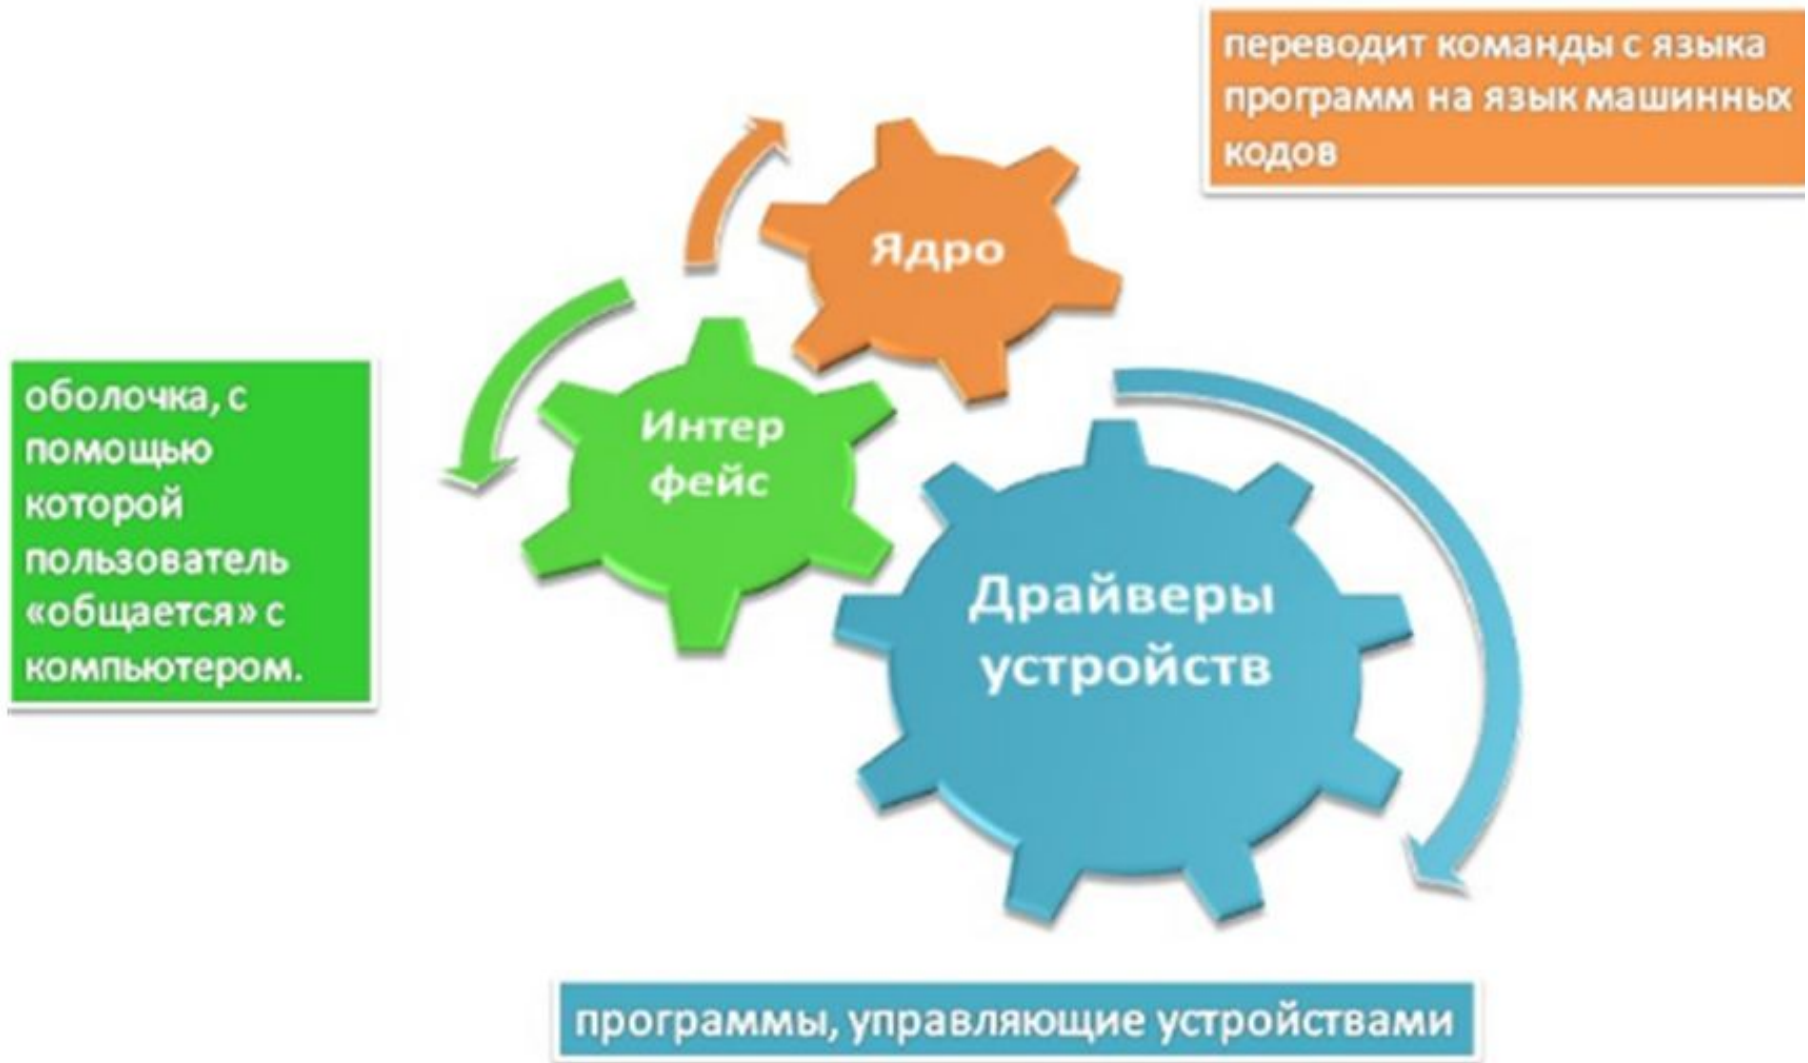 переводит команды с языка
программ на язык машинных
кодов
Ядро
оболочка, с
помощью
которой
пользователь
«общается» с
компьютером.
Интер
фейс
Драйверы
устройств
программы, управляющие устройствами